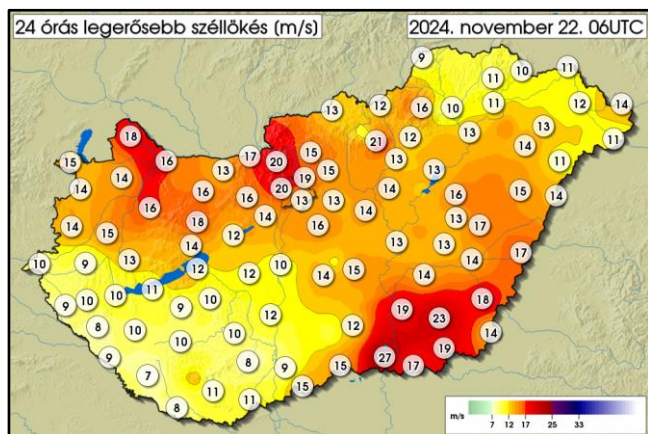 24 órás legerősebb széllökés (m/s)
2024. november 22. 06UTC
9
11 10 11
13 12 16 10 11 12 14
18 21 12 13 13 11
15 16 17 20 15 13 14
14 14 13 20 19 15 13 11
16 16 13 13 14 16 15 14
16 18 14 16 14 13 17
14 15 14 12 13 13 14 17
10 9 13 12 12 10 14 15 14
9 10 10 11 9 10 12 19 23 18
8 10 10 10 12 14
9 7 8 9 15 27 17 19
8 11 11 15
m/s
7 12 17 25 33